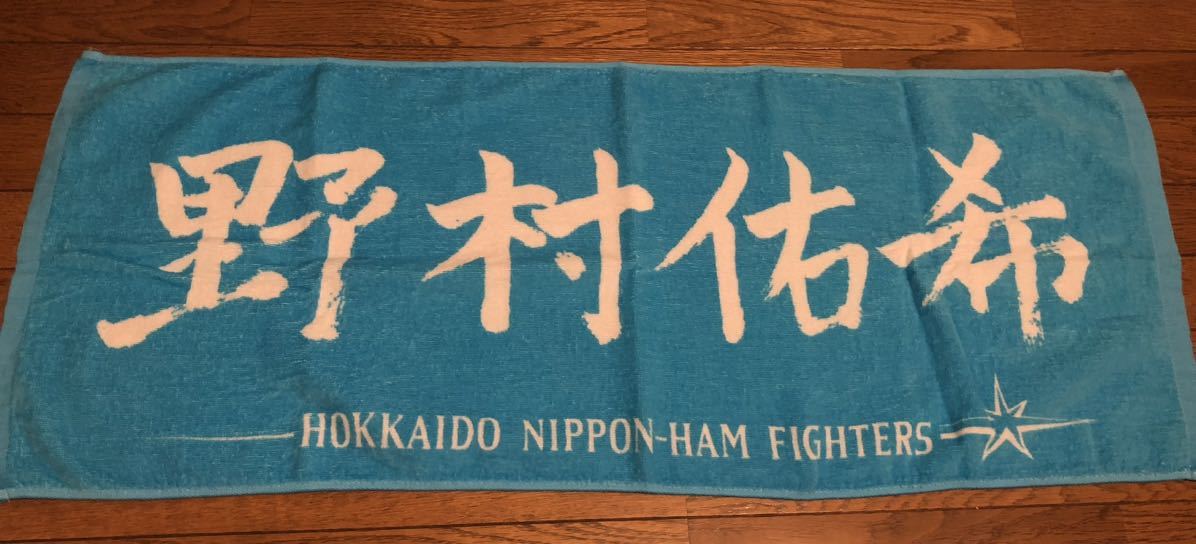 野村佑希
HOKKAIDO NIPPON-HAM FIGHTERS